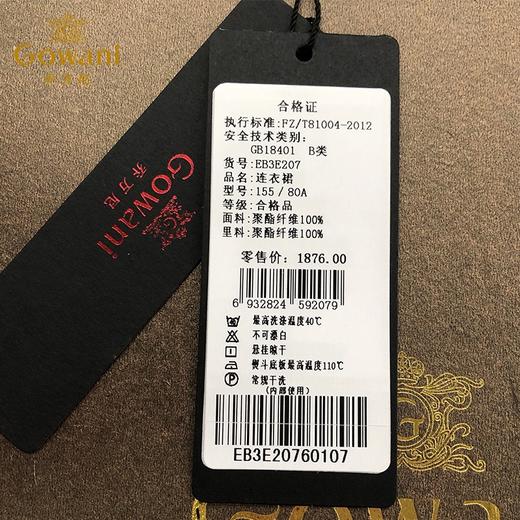 Gowani
乔万尼
Gowani
乔万尼
合格证
执行标准:FZ/T81004-2012
安全技术类别:
GB18401 B类
货号:EB3E207
品名:连衣裙
型号:155/80A
等级:合格品
面料:聚酯纤维100%
里料:聚酯纤维100%
零售价: 1876.00
6 932824 592079
最高洗涤温度40℃
不可漂白
悬挂晾干
熨斗底板最高温度110℃
常规干洗
(内部使用)
EB3E20760107